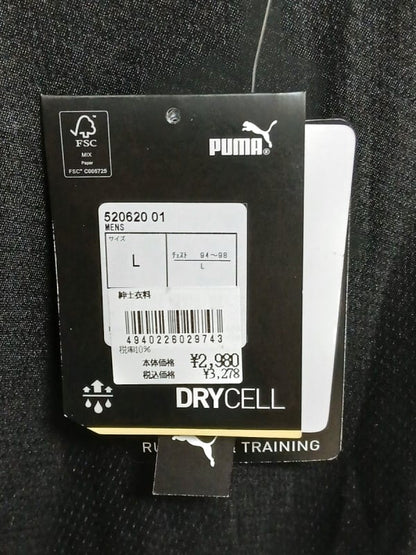 FSC
MIX
Paper
FSC® C008725
PUMA®
520620 01
MENS
サイズ
L
チェスト 94～98
L
紳士衣料
4940226029743
税率10%
本体価格 ¥2,980
税込価格 ¥3,278
DRYCELL
TRAINING